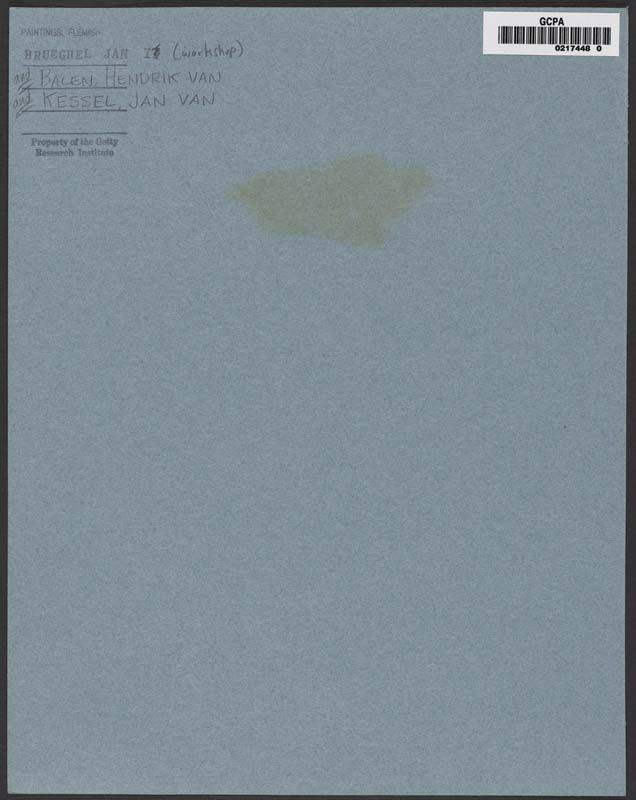 PAINTINGS, FLEMISH
BRUEGHEL JAN I (workshop)
and BALEN, HENDRIK VAN
and KESSEL, JAN VAN
Property of the Getty
Research Institute
GCPA
0217448 0